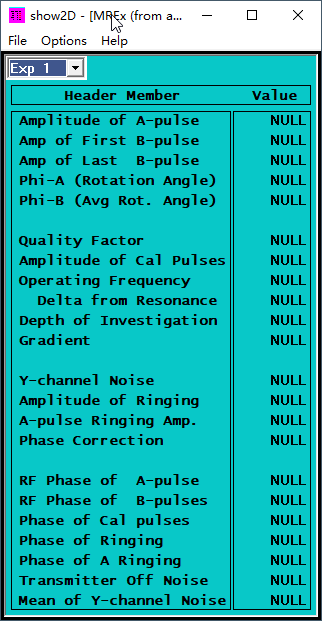 show2D - [MREx (from a...
File Options Help
Exp 1
Header Member Value
Amplitude of A-pulse NULL
Amp of First B-pulse NULL
Amp of Last B-pulse NULL
Phi-A (Rotation Angle) NULL
Phi-B (Avg Rot. Angle) NULL
Quality Factor NULL
Amplitude of Cal Pulses NULL
Operating Frequency NULL
Delta from Resonance NULL
Depth of Investigation NULL
Gradient NULL
Y-channel Noise NULL
Amplitude of Ringing NULL
A-pulse Ringing Amp. NULL
Phase Correction NULL
RF Phase of A-pulse NULL
RF Phase of B-pulses NULL
Phase of Cal pulses NULL
Phase of Ringing NULL
Phase of A Ringing NULL
Transmitter Off Noise NULL
Mean of Y-channel Noise NULL